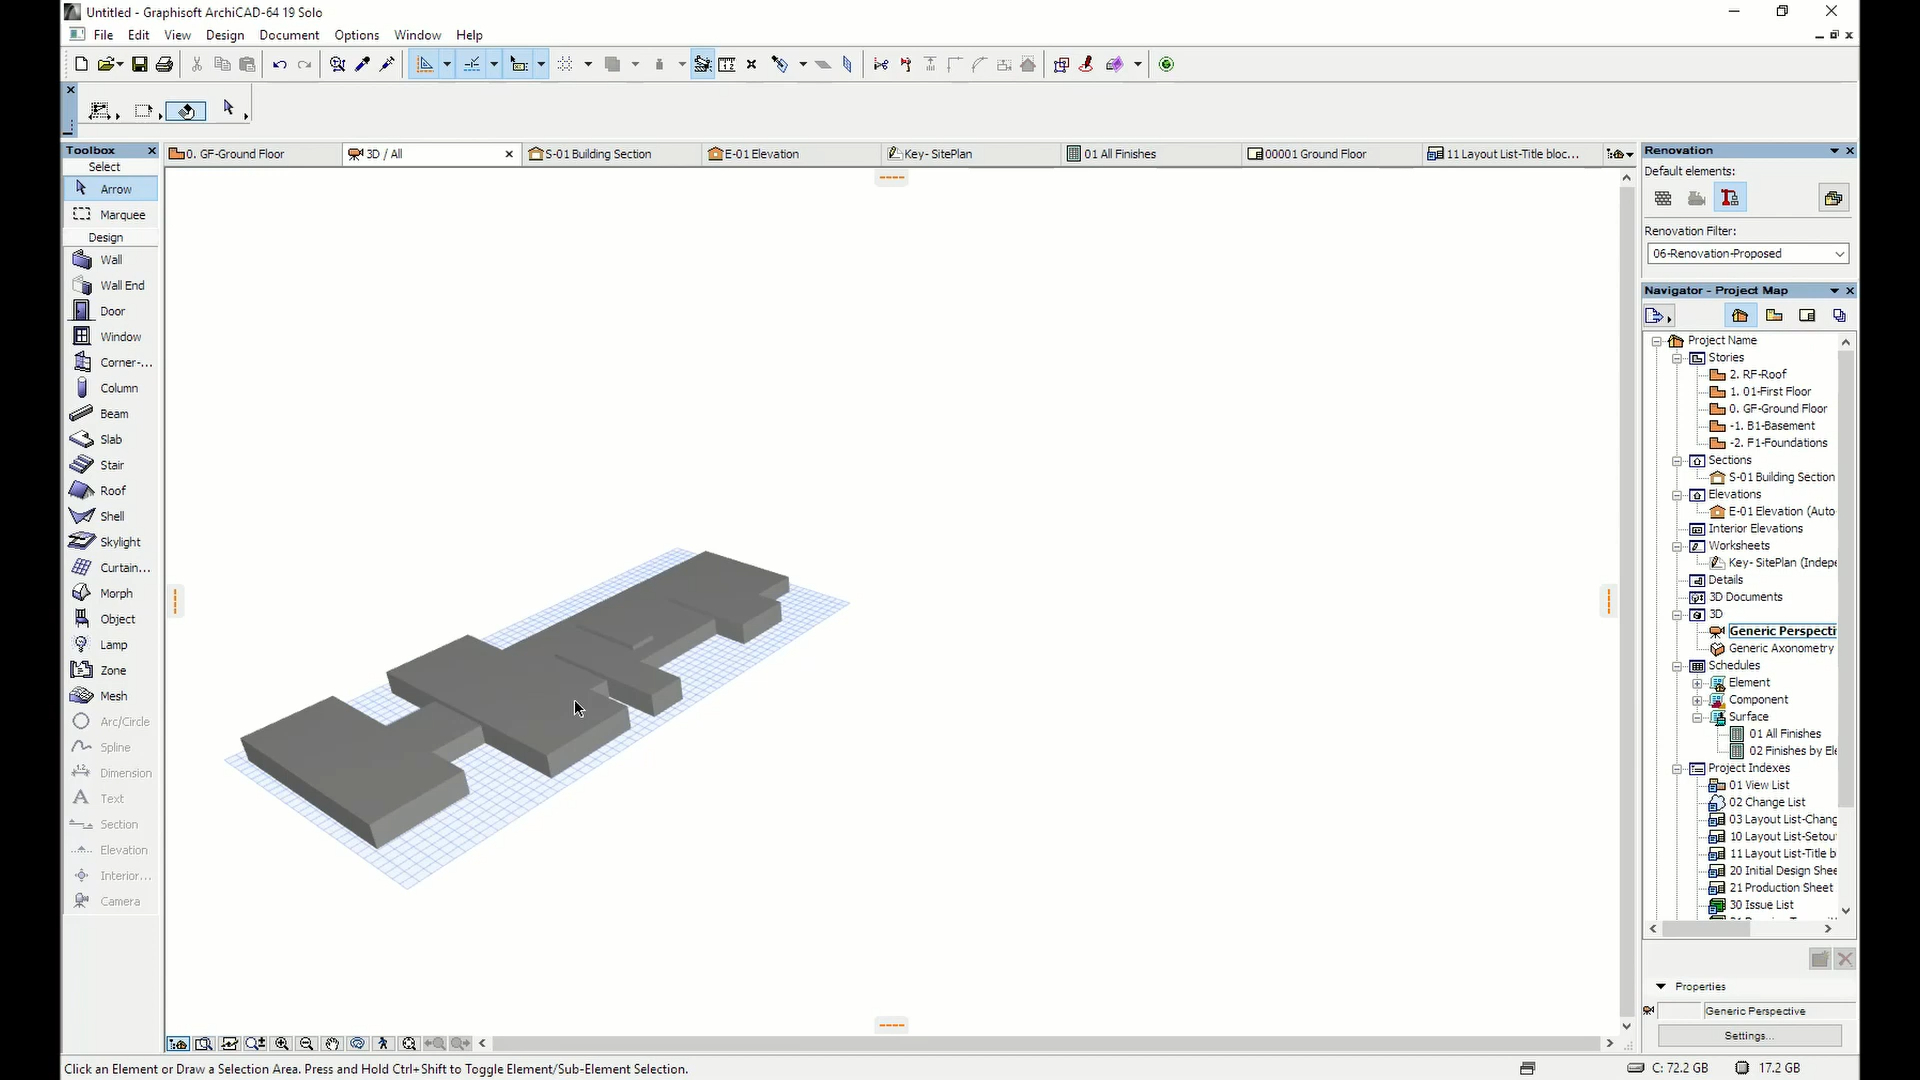 Untitled - Graphisoft ArchiCAD-64 19 Solo
File Edit View Design Document Options Window Help
Toolbox
Select
Arrow
Marquee
Design
Wall
Wall End
Door
Window
Corner-...
Column
Beam
Slab
Stair
Roof
Shell
Skylight
Curtain...
Morph
Object
Lamp
Zone
Mesh
Arc/Circle
Spline
Dimension
Text
Section
Elevation
Interior...
Camera
0. GF-Ground Floor
3D / All
S-01 Building Section
E-01 Elevation
Key- SitePlan
01 All Finishes
00001 Ground Floor
11 Layout List-Title bloc...
Renovation
Default elements:
Renovation Filter:
06-Renovation-Proposed
Navigator - Project Map
Project Name
Stories
2. RF-Roof
1. 01-First Floor
0. GF-Ground Floor
-1. B1-Basement
-2. F1-Foundations
Sections
S-01 Building Section
Elevations
E-01 Elevation (Auto
Interior Elevations
Worksheets
Key- SitePlan (Indepe
Details
3D Documents
3D
Generic Perspecti
Generic Axonometry
Schedules
Element
Component
Surface
01 All Finishes
02 Finishes by Ele
Project Indexes
01 View List
02 Change List
03 Layout List-Chang
10 Layout List-Setou
11 Layout List-Title b
20 Initial Design Shee
21 Production Sheet
30 Issue List
Properties
Generic Perspective
Settings...
Click an Element or Draw a Selection Area. Press and Hold Ctrl+Shift to Toggle Element/Sub-Element Selection.
C: 72.2 GB
17.2 GB